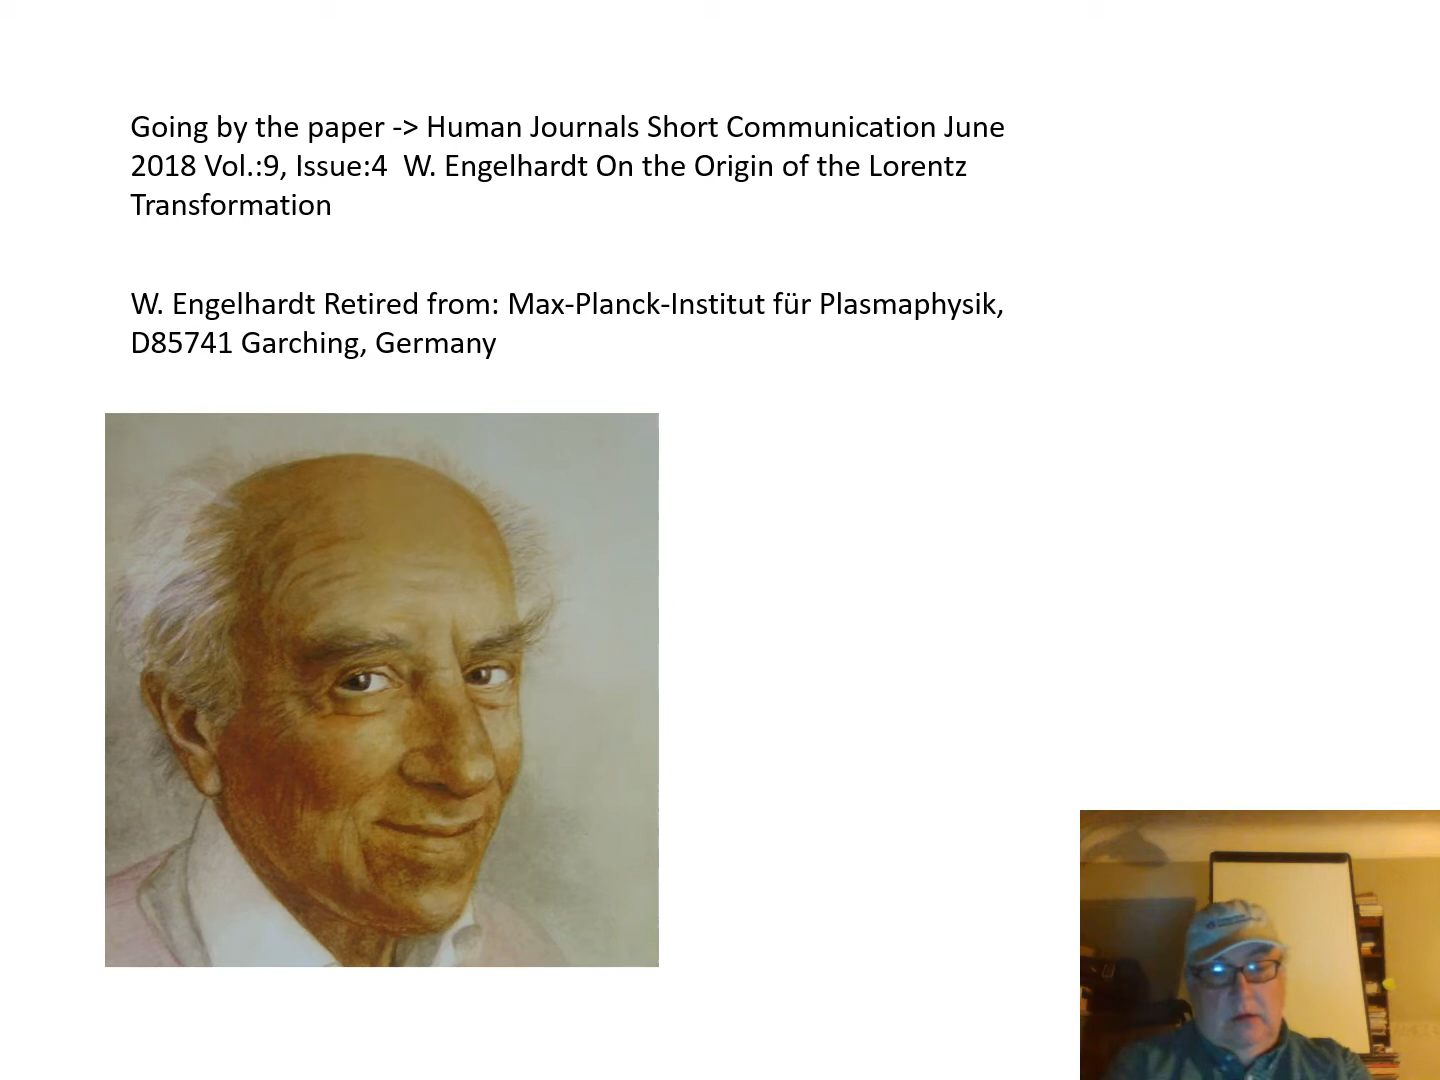 Going by the paper -> Human Journals Short Communication June
2018 Vol.:9, Issue:4  W. Engelhardt On the Origin of the Lorentz
Transformation
W. Engelhardt Retired from: Max-Planck-Institut für Plasmaphysik,
D85741 Garching, Germany